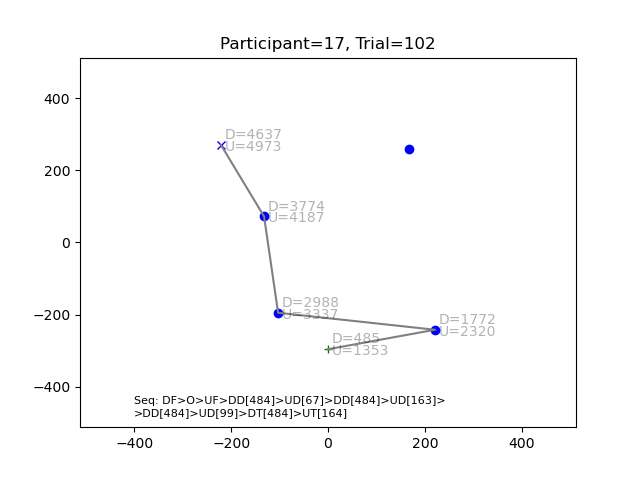 Participant=17, Trial=102
400
200
0
−200
−400
D=4637
U=4973
D=3774
U=4187
D=2988
U=3337
D=1772
U=2320
D=485
U=1353
Seq: DF>O>UF>DD[484]>UD[67]>DD[484]>UD[163]>
>DD[484]>UD[99]>DT[484]>UT[164]
−400
−200
0
200
400